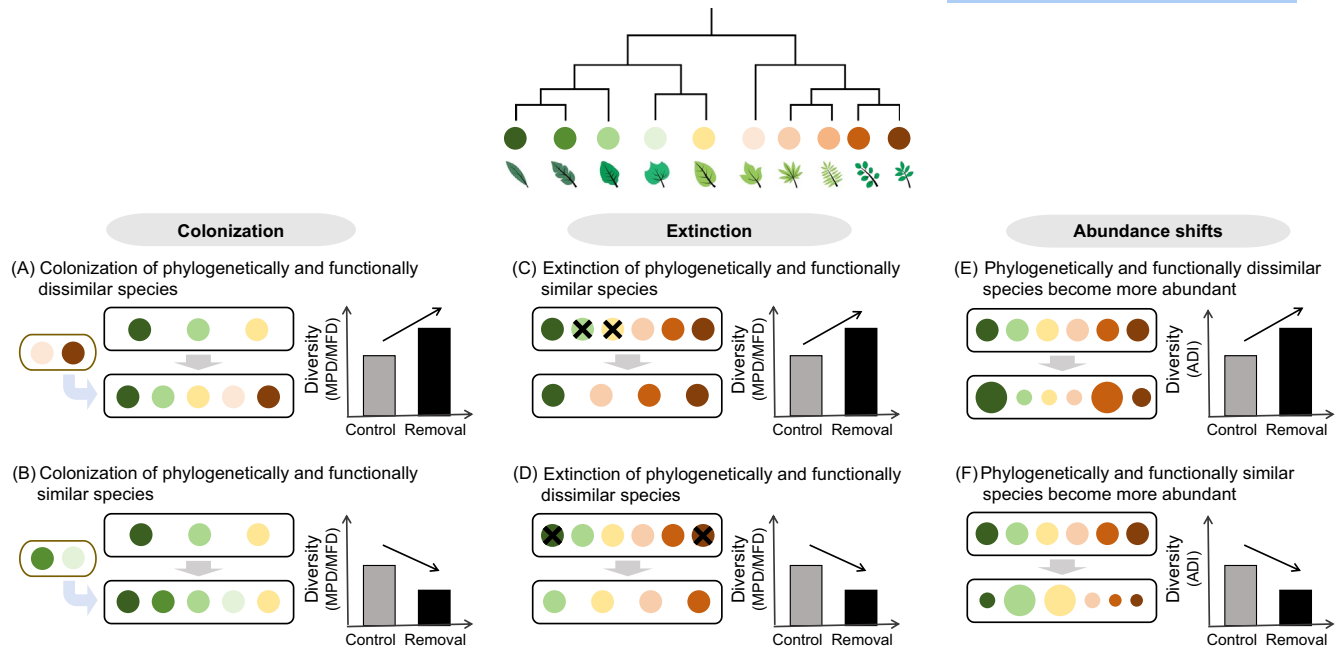 Colonization
Extinction
Abundance shifts
(A) Colonization of phylogenetically and functionally
dissimilar species
Diversity
(MPD/MFD)
Control Removal
(C) Extinction of phylogenetically and functionally
similar species
Diversity
(MPD/MFD)
Control Removal
(E) Phylogenetically and functionally dissimilar
species become more abundant
Diversity
(ADI)
Control Removal
(B) Colonization of phylogenetically and functionally
similar species
Diversity
(MPD/MFD)
Control Removal
(D) Extinction of phylogenetically and functionally
dissimilar species
Diversity
(MPD/MFD)
Control Removal
(F) Phylogenetically and functionally similar
species become more abundant
Diversity
(ADI)
Control Removal